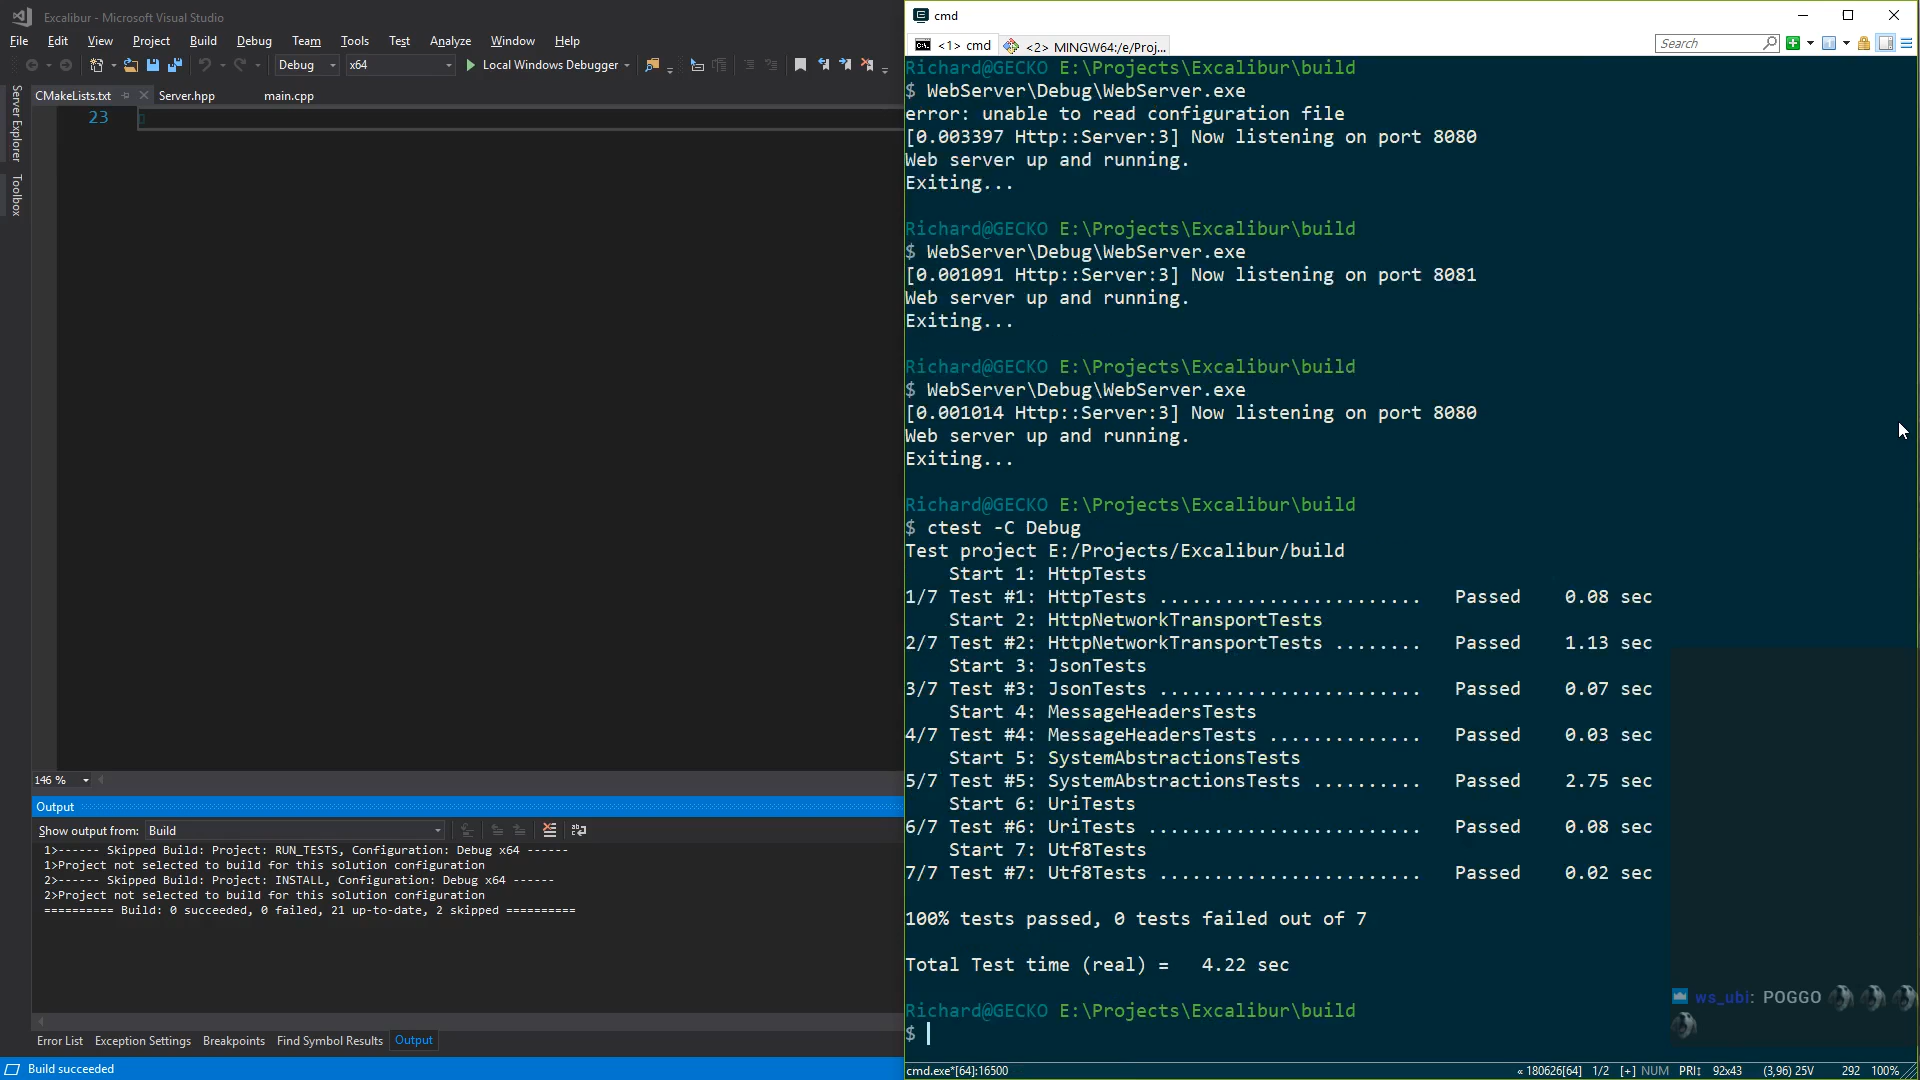 Excalibur - Microsoft Visual Studio
File Edit View Project Build Debug Team Tools Test Analyze Window Help
Debug x64 Local Windows Debugger
Server Explorer
Toolbox
CMakeLists.txt Server.hpp main.cpp
23
146 %
Output
Show output from: Build
1>------ Skipped Build: Project: RUN_TESTS, Configuration: Debug x64 ------
1>Project not selected to build for this solution configuration
2>------ Skipped Build: Project: INSTALL, Configuration: Debug x64 ------
2>Project not selected to build for this solution configuration
========== Build: 0 succeeded, 0 failed, 21 up-to-date, 2 skipped ==========
Error List Exception Settings Breakpoints Find Symbol Results Output
Build succeeded
cmd
<1> cmd <2> MINGW64:/e/Proj...
Search
Richard@GECKO E:\Projects\Excalibur\build
$ WebServer\Debug\WebServer.exe
error: unable to read configuration file
[0.003397 Http::Server:3] Now listening on port 8080
Web server up and running.
Exiting...
Richard@GECKO E:\Projects\Excalibur\build
$ WebServer\Debug\WebServer.exe
[0.001091 Http::Server:3] Now listening on port 8081
Web server up and running.
Exiting...
Richard@GECKO E:\Projects\Excalibur\build
$ WebServer\Debug\WebServer.exe
[0.001014 Http::Server:3] Now listening on port 8080
Web server up and running.
Exiting...
Richard@GECKO E:\Projects\Excalibur\build
$ ctest -C Debug
Test project E:/Projects/Excalibur/build
Start 1: HttpTests
1/7 Test #1: HttpTests ........................ Passed 0.08 sec
Start 2: HttpNetworkTransportTests
2/7 Test #2: HttpNetworkTransportTests ........ Passed 1.13 sec
Start 3: JsonTests
3/7 Test #3: JsonTests ........................ Passed 0.07 sec
Start 4: MessageHeadersTests
4/7 Test #4: MessageHeadersTests .............. Passed 0.03 sec
Start 5: SystemAbstractionsTests
5/7 Test #5: SystemAbstractionsTests .......... Passed 2.75 sec
Start 6: UriTests
6/7 Test #6: UriTests ......................... Passed 0.08 sec
Start 7: Utf8Tests
7/7 Test #7: Utf8Tests ........................ Passed 0.02 sec
100% tests passed, 0 tests failed out of 7
Total Test time (real) = 4.22 sec
Richard@GECKO E:\Projects\Excalibur\build
$
ws_ubi: POGGO
cmd.exe*[64]:16500 « 180626[64] 1/2 [+] NUM PRI↕ 92x43 (3,96) 25V 292 100%